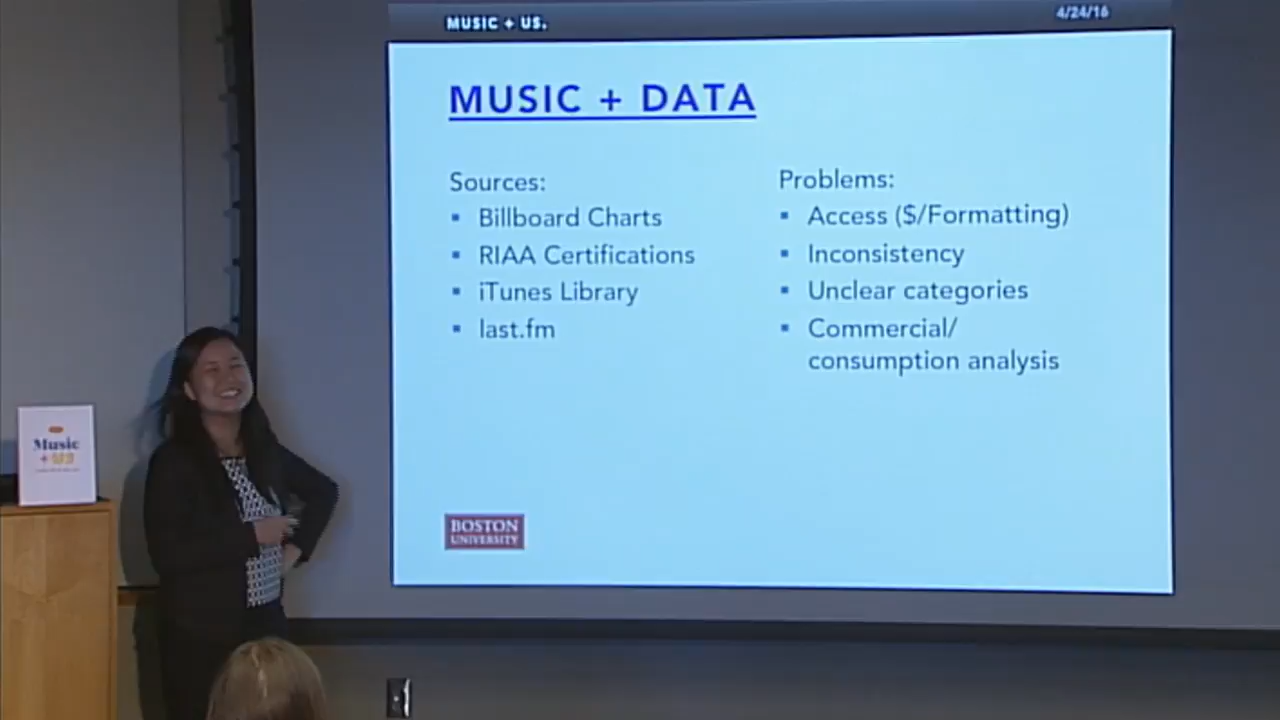 MUSIC + US.
4/24/16
MUSIC + DATA
Sources:
▪ Billboard Charts
▪ RIAA Certifications
▪ iTunes Library
▪ last.fm
Problems:
▪ Access ($/Formatting)
▪ Inconsistency
▪ Unclear categories
▪ Commercial/
consumption analysis
BOSTON
UNIVERSITY
Music
+ US